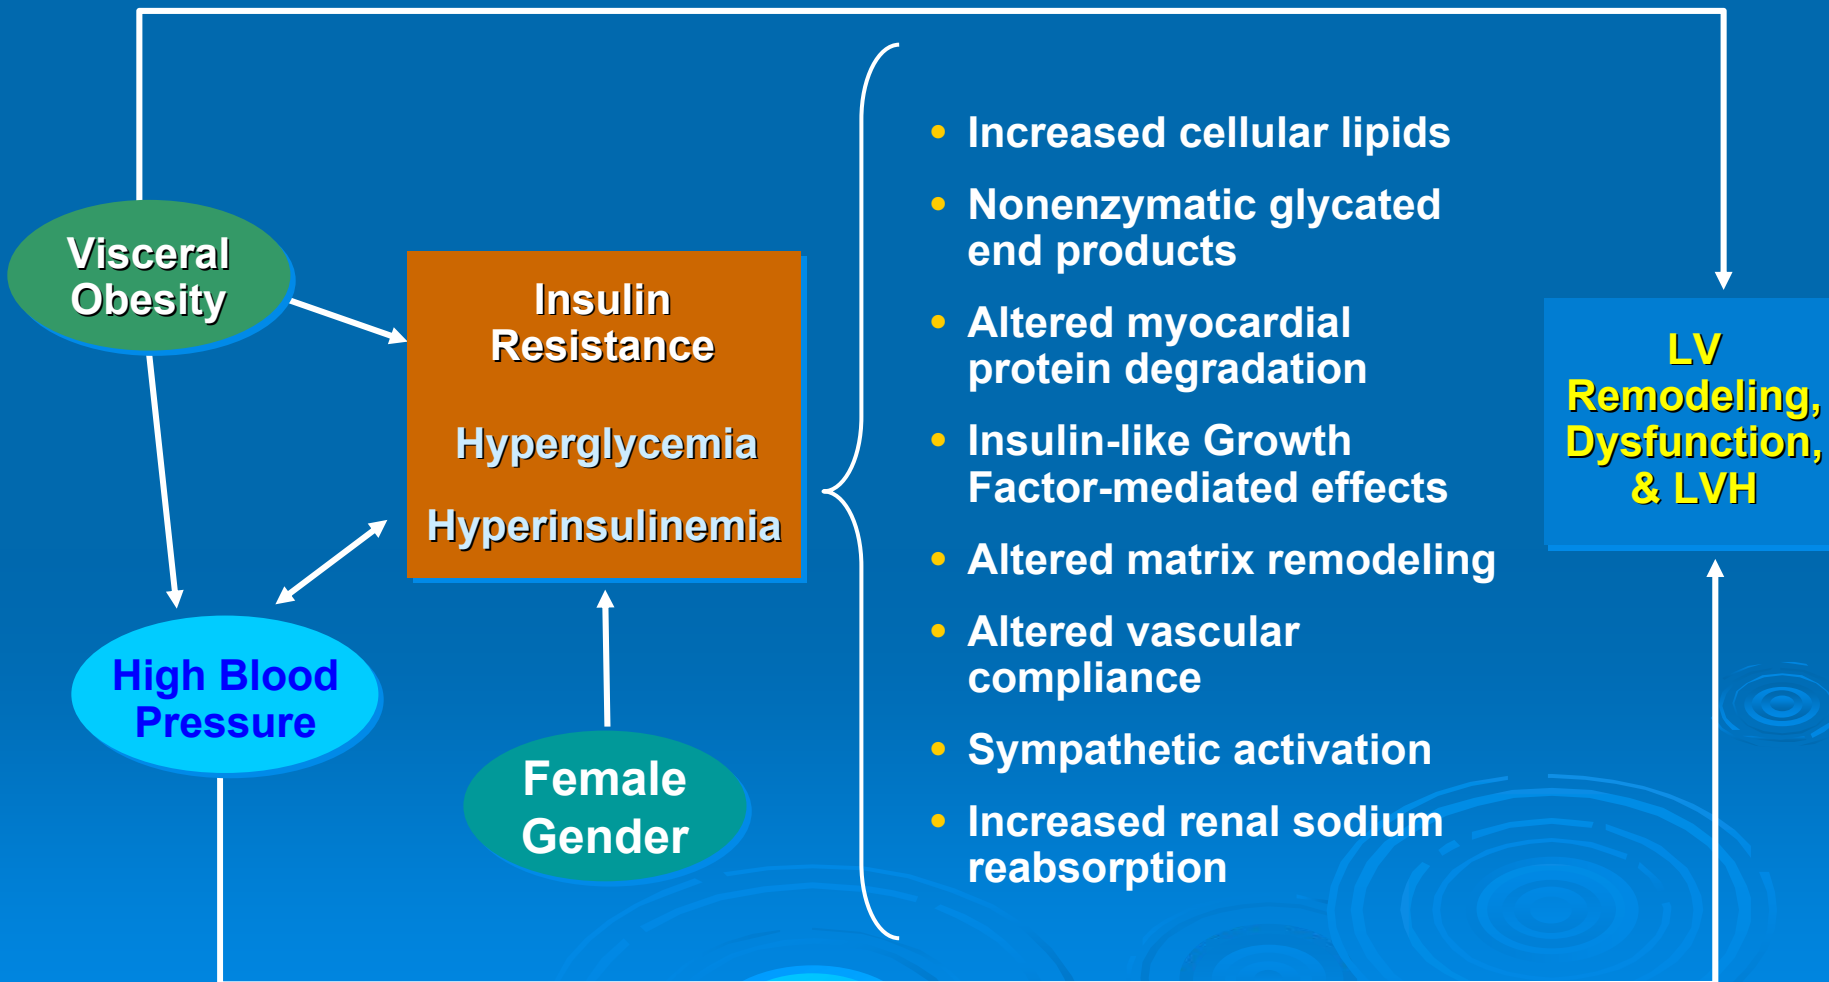 Visceral
Obesity
Insulin
Resistance
Hyperglycemia
Hyperinsulinemia
High Blood
Pressure
Female
Gender
• Increased cellular lipids
• Nonenzymatic glycated
end products
• Altered myocardial
protein degradation
• Insulin-like Growth
Factor-mediated effects
• Altered matrix remodeling
• Altered vascular
compliance
• Sympathetic activation
• Increased renal sodium
reabsorption
LV
Remodeling,
Dysfunction,
& LVH